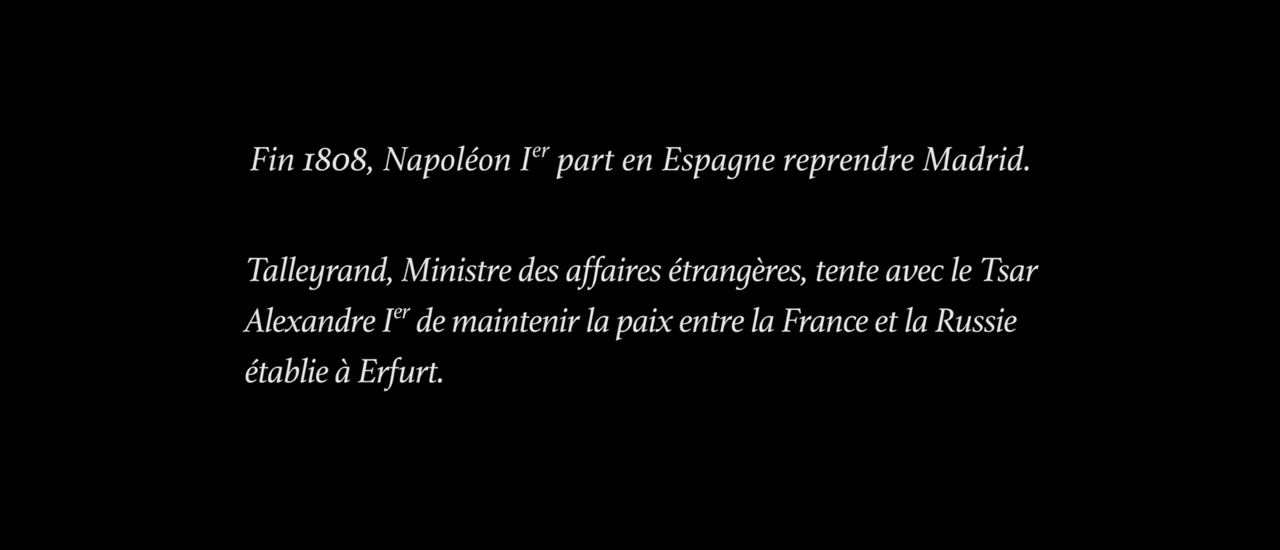 Fin 1808, Napoléon Iᵉʳ part en Espagne reprendre Madrid.
Talleyrand, Ministre des affaires étrangères, tente avec le Tsar
Alexandre Iᵉʳ de maintenir la paix entre la France et la Russie
établie à Erfurt.